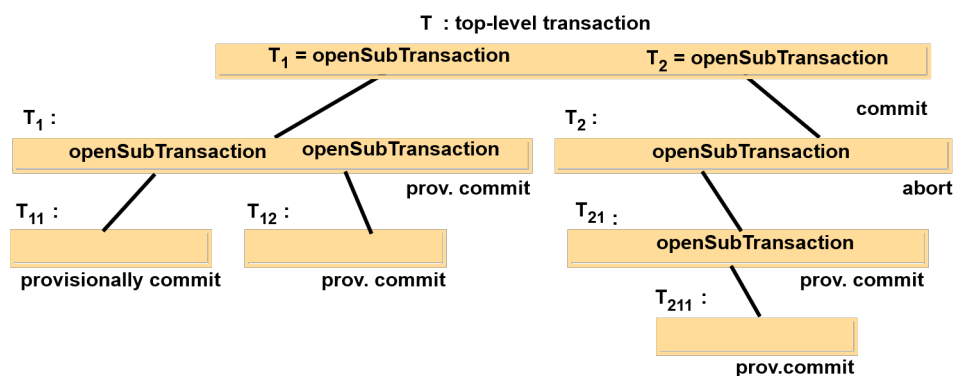 T : top-level transaction
T1 = openSubTransaction T2 = openSubTransaction
commit
T1 : T2 :
openSubTransaction openSubTransaction openSubTransaction
prov. commit abort
T11 : T12 : T21 :
openSubTransaction
provisionally commit prov. commit prov. commit
T211 :
prov.commit